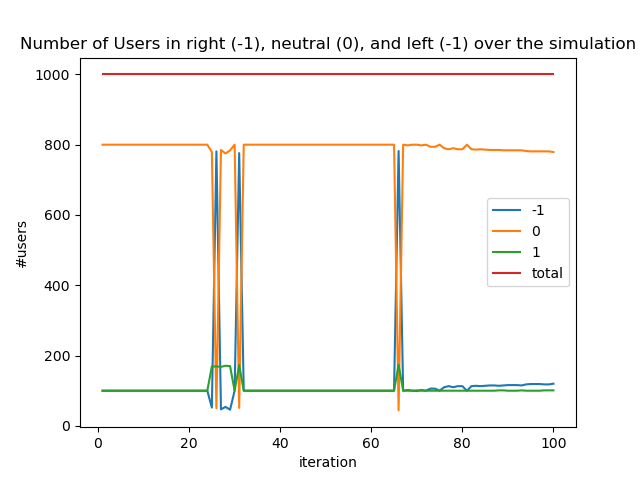 Number of Users in right (-1), neutral (0), and left (-1) over the simulation
1000
800
600
400
200
0
#users
-1
0
1
total
0 20 40 60 80 100
iteration